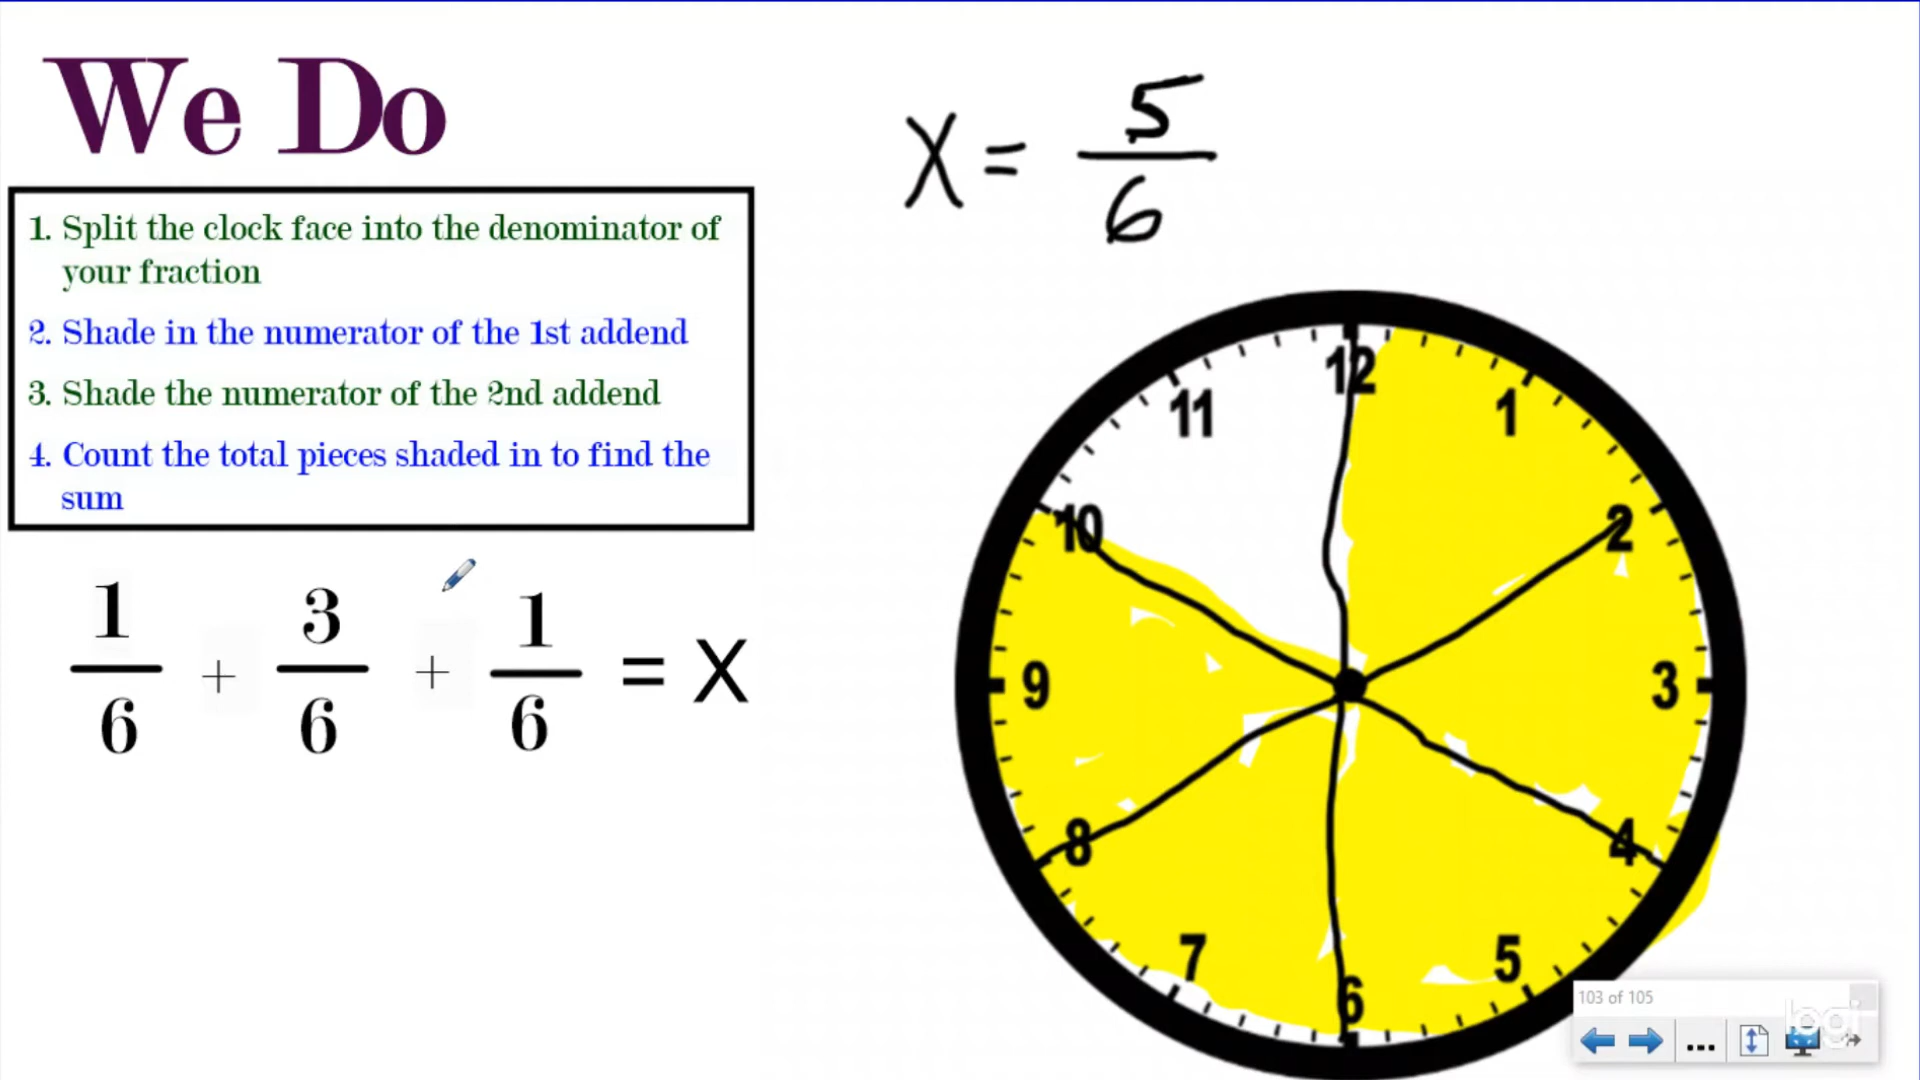 We Do
X = 5/6
1. Split the clock face into the denominator of
your fraction
2. Shade in the numerator of the 1st addend
3. Shade the numerator of the 2nd addend
4. Count the total pieces shaded in to find the
sum
1/6 + 3/6 + 1/6 = X
12
11
1
10
2
9
3
8
4
7
5
6
103 of 105
logi